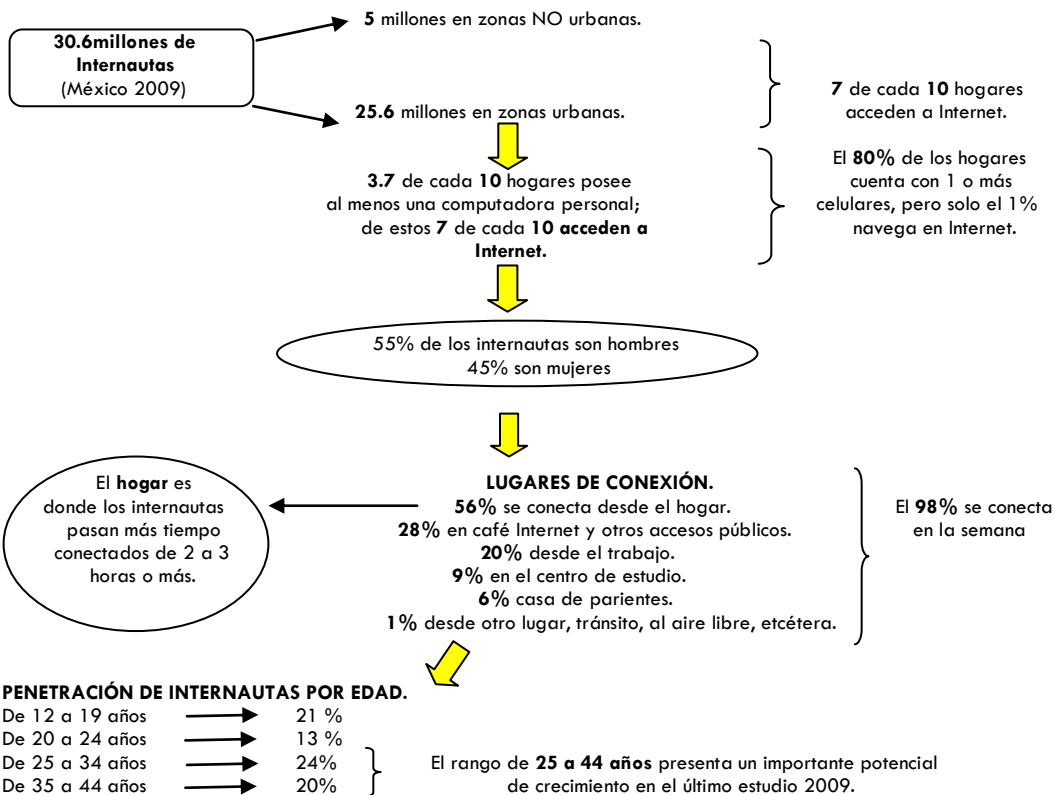 5 millones en zonas NO urbanas.
30.6millones de
Internautas
(México 2009)
7 de cada 10 hogares
acceden a Internet.
25.6 millones en zonas urbanas.
El 80% de los hogares
cuenta con 1 o más
celulares, pero solo el 1%
navega en Internet.
3.7 de cada 10 hogares posee
al menos una computadora personal;
de estos 7 de cada 10 acceden a
Internet.
55% de los internautas son hombres
45% son mujeres
El hogar es
donde los internautas
pasan más tiempo
conectados de 2 a 3
horas o más.
LUGARES DE CONEXIÓN.
56% se conecta desde el hogar.
28% en café Internet y otros accesos públicos.
20% desde el trabajo.
9% en el centro de estudio.
6% casa de parientes.
1% desde otro lugar, tránsito, al aire libre, etcétera.
El 98% se conecta
en la semana
PENETRACIÓN DE INTERNAUTAS POR EDAD.
De 12 a 19 años 21 %
De 20 a 24 años 13 %
De 25 a 34 años 24%
De 35 a 44 años 20%
El rango de 25 a 44 años presenta un importante potencial
de crecimiento en el último estudio 2009.